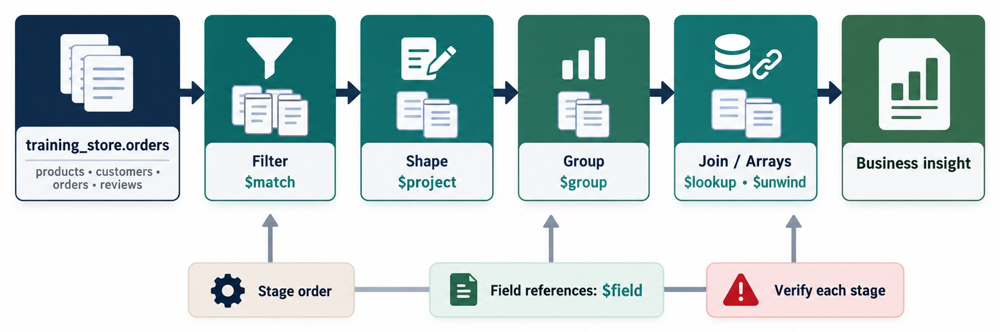 training_store.orders
products • customers •
orders • reviews
Filter
$match
Shape
$project
Group
$group
Join / Arrays
$lookup • $unwind
Business insight
Stage order
Field references: $field
Verify each stage